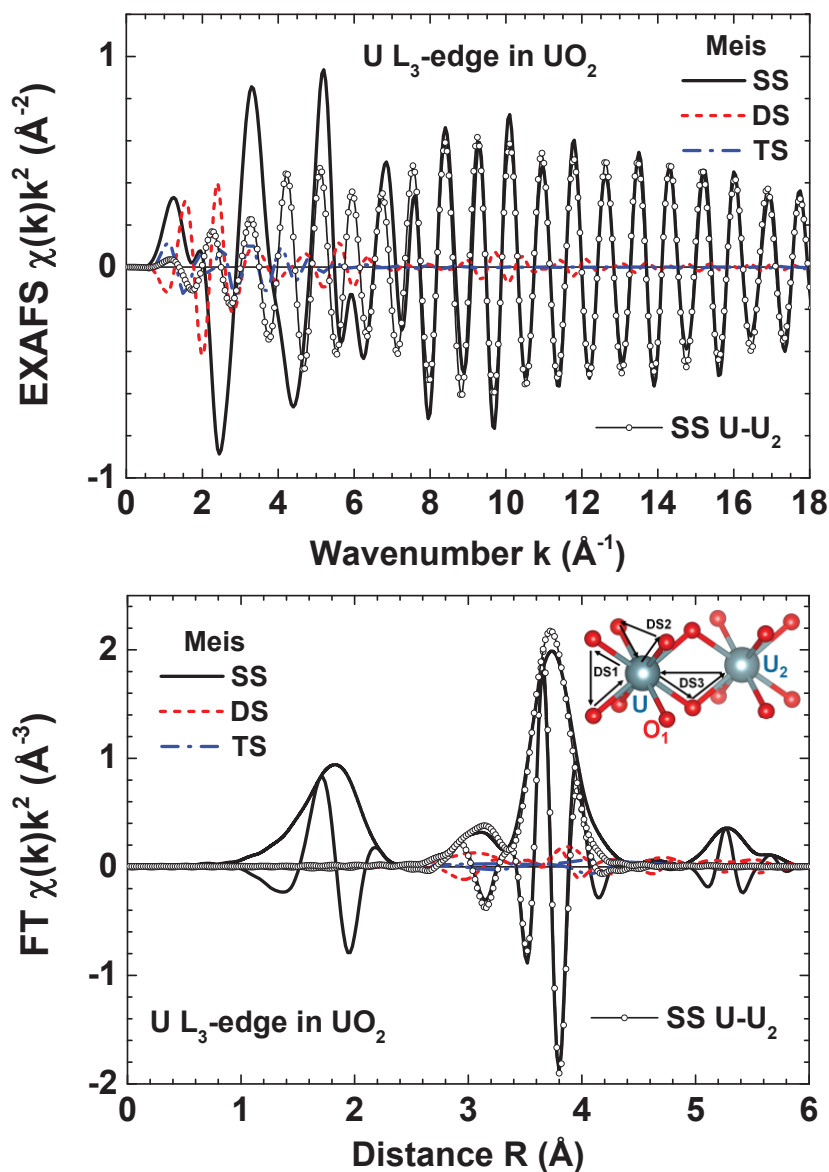 U L3-edge in UO2
Meis
SS
DS
TS
SS U-U2
EXAFS χ(k)k² (Å⁻²)
1
0
-1
0 2 4 6 8 10 12 14 16 18
Wavenumber k (Å⁻¹)
Meis
SS
DS
TS
DS1
DS2
DS3
U
U2
O1
U L3-edge in UO2
SS U-U2
FT χ(k)k² (Å⁻³)
2
1
0
-1
-2
0 1 2 3 4 5 6
Distance R (Å)